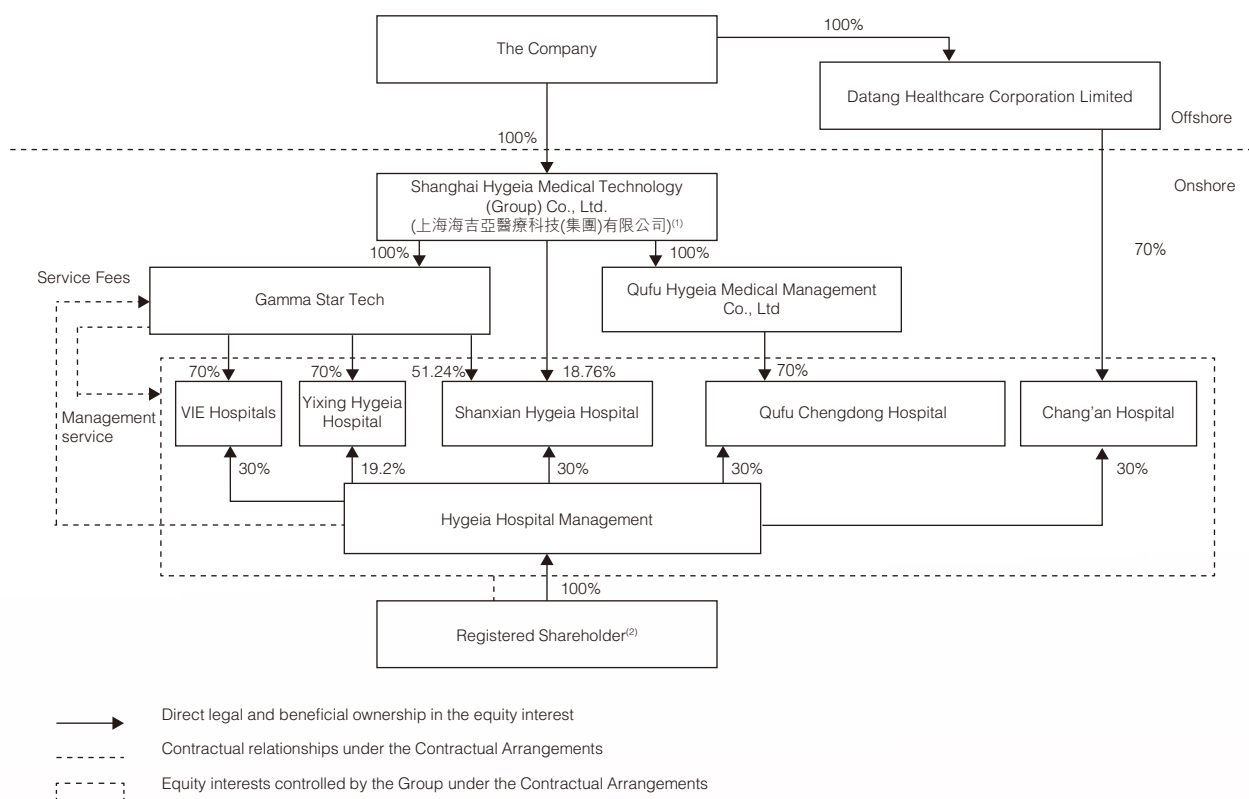 100%
The Company
Datang Healthcare Corporation Limited
Offshore
100%
Onshore
Shanghai Hygeia Medical Technology
(Group) Co., Ltd.
(上海海吉亞醫療科技(集團)有限公司)(1)
70%
100%
100%
Service Fees
Gamma Star Tech
Qufu Hygeia Medical Management
Co., Ltd
70%
70%
51.24%
18.76%
70%
VIE Hospitals
Yixing Hygeia
Hospital
Shanxian Hygeia Hospital
Qufu Chengdong Hospital
Chang'an Hospital
Management
service
30%
19.2%
30%
30%
30%
Hygeia Hospital Management
100%
Registered Shareholder(2)
Direct legal and beneficial ownership in the equity interest
Contractual relationships under the Contractual Arrangements
Equity interests controlled by the Group under the Contractual Arrangements